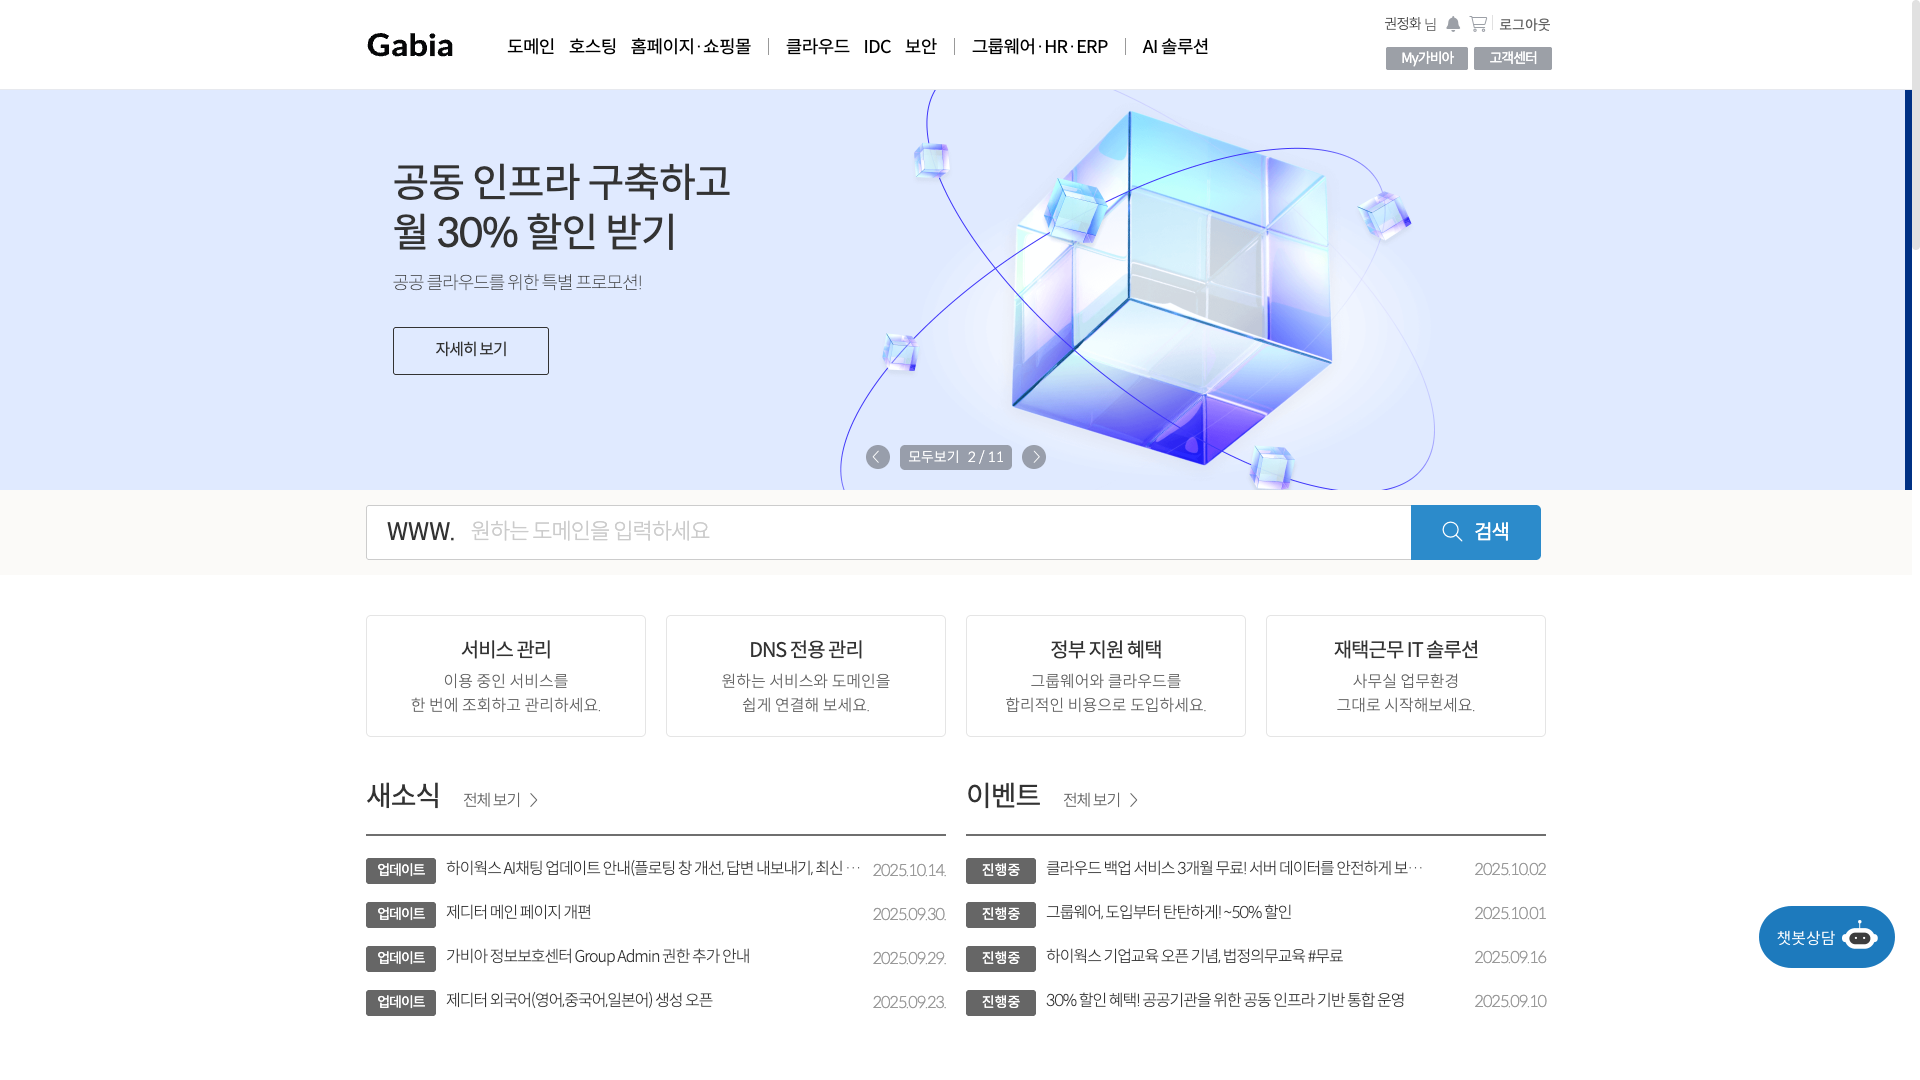 Gabia
도메인 호스팅 홈페이지·쇼핑몰 클라우드 IDC 보안 그룹웨어·HR·ERP AI 솔루션
권정화 님 로그아웃
My가비아 고객센터
공동 인프라 구축하고
월 30% 할인 받기
공공 클라우드를 위한 특별 프로모션!
자세히 보기
모두보기 2 / 11
WWW. 원하는 도메인을 입력하세요 검색
서비스 관리
이용 중인 서비스를
한 번에 조회하고 관리하세요.
DNS 전용 관리
원하는 서비스와 도메인을
쉽게 연결해 보세요.
정부 지원 혜택
그룹웨어와 클라우드를
합리적인 비용으로 도입하세요.
재택근무 IT 솔루션
사무실 업무환경
그대로 시작해보세요.
새소식 전체 보기
업데이트 하이웍스 AI채팅 업데이트 안내(플로팅 창 개선, 답변 내보내기, 최신 ··· 2025.10.14.
업데이트 제디터 메인 페이지 개편 2025.09.30.
업데이트 가비아 정보보호센터 Group Admin 권한 추가 안내 2025.09.29.
업데이트 제디터 외국어(영어,중국어,일본어) 생성 오픈 2025.09.23.
이벤트 전체 보기
진행중 클라우드 백업 서비스 3개월 무료! 서버 데이터를 안전하게 보··· 2025.10.02
진행중 그룹웨어, 도입부터 탄탄하게! ~50% 할인 2025.10.01
진행중 하이웍스 기업교육 오픈 기념, 법정의무교육 #무료 2025.09.16
진행중 30% 할인 혜택! 공공기관을 위한 공동 인프라 기반 통합 운영 2025.09.10
챗봇상담